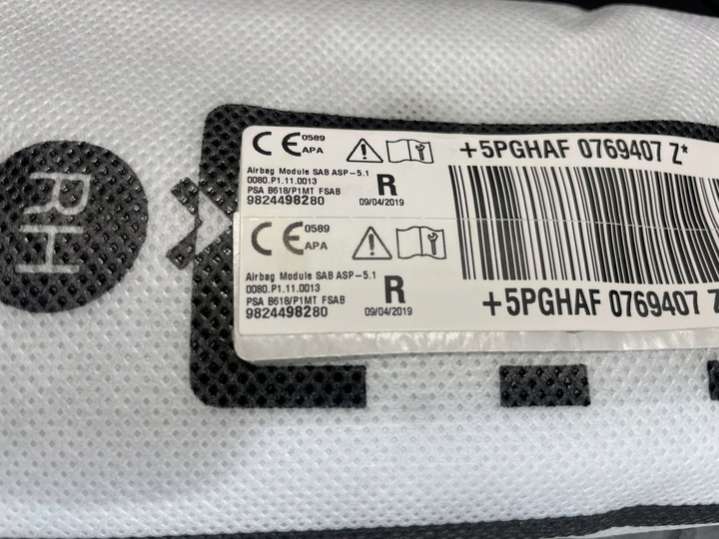 RH
CE 0589
APA
Airbag Module SAB ASP-5.1
0080.P1.11.0013
PSA B618/P1MT FSAB
9824498280
R
09/04/2019
+5PGHAF 0769407 Z*
CE 0589
APA
Airbag Module SAB ASP-5.1
0080.P1.11.0013
PSA B618/P1MT FSAB
9824498280
R
09/04/2019
+5PGHAF 0769407 Z